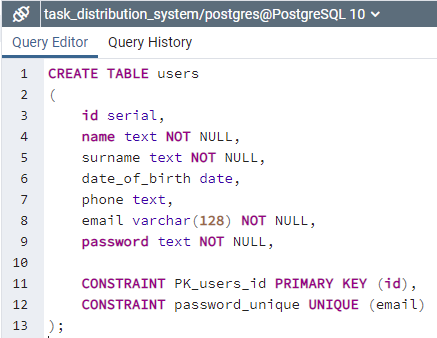 task_distribution_system/postgres@PostgreSQL 10
Query Editor Query History
1 CREATE TABLE users
2 (
3 id serial,
4 name text NOT NULL,
5 surname text NOT NULL,
6 date_of_birth date,
7 phone text,
8 email varchar(128) NOT NULL,
9 password text NOT NULL,
10
11 CONSTRAINT PK_users_id PRIMARY KEY (id),
12 CONSTRAINT password_unique UNIQUE (email)
13 );